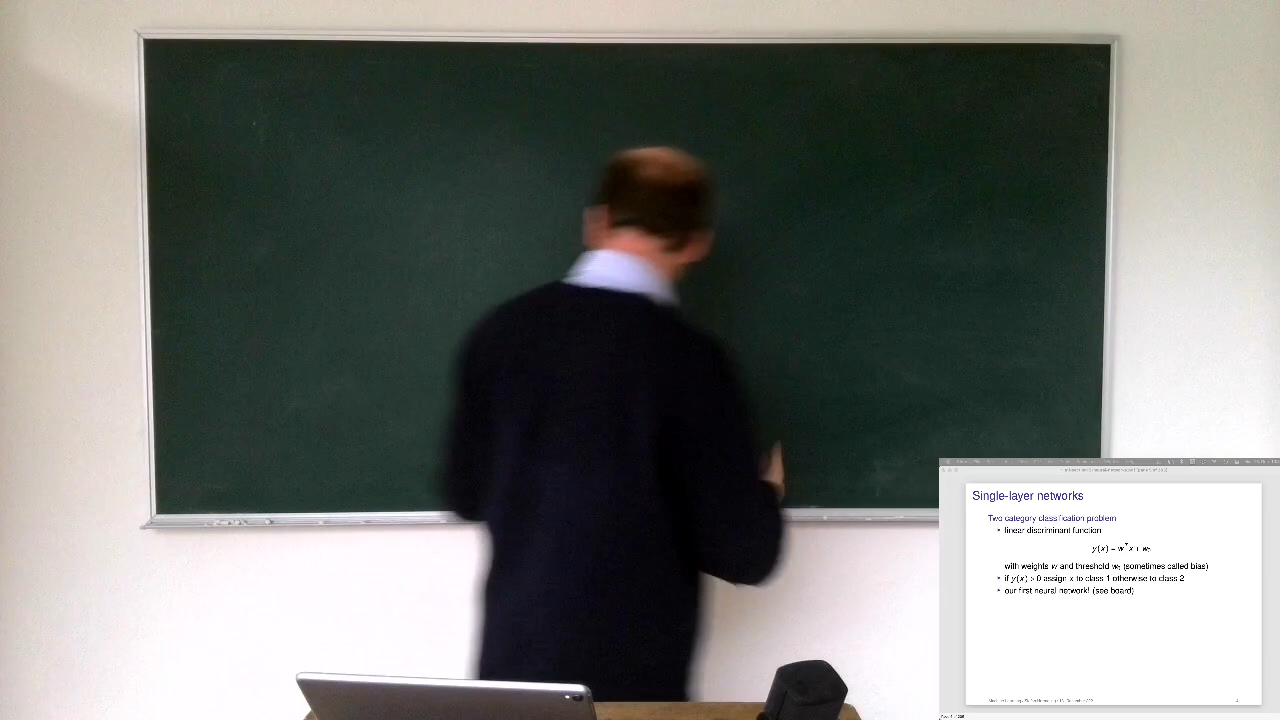 Single-layer networks
Two category classification problem
• linear discriminant function
y(x) = wᵀx + w₀
with weights w and threshold w₀ (sometimes called bias)
• if y(x) > 0 assign x to class 1 otherwise to class 2
• our first neural network! (see board)